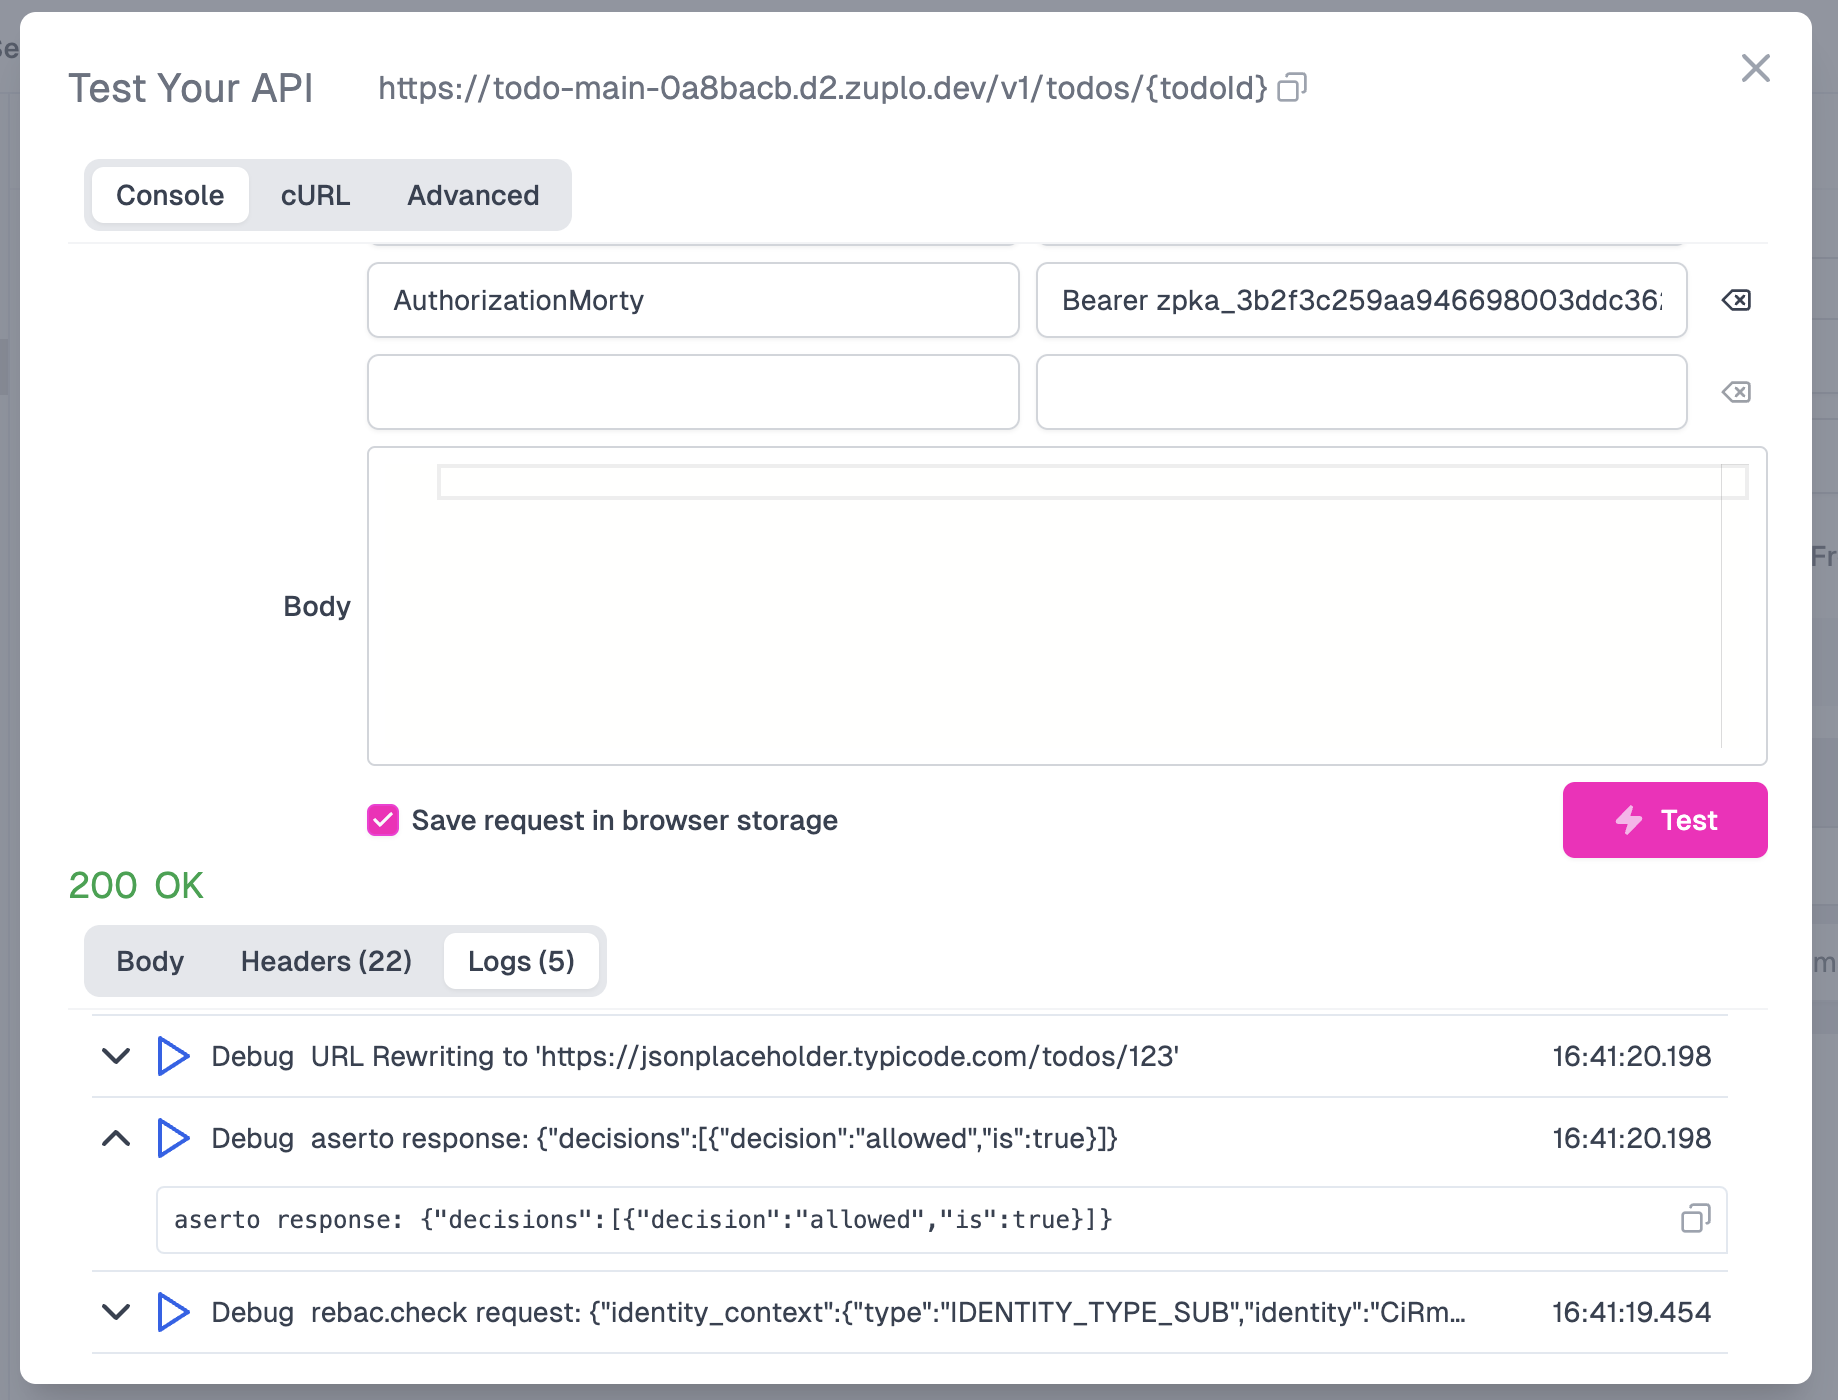 Test Your API https://todo-main-0a8bacb.d2.zuplo.dev/v1/todos/{todoId}
Console cURL Advanced
AuthorizationMorty Bearer zpka_3b2f3c259aa946698003ddc36
Body
Save request in browser storage
Test
200 OK
Body Headers (22) Logs (5)
Debug URL Rewriting to 'https://jsonplaceholder.typicode.com/todos/123' 16:41:20.198
Debug aserto response: {"decisions":[{"decision":"allowed","is":true}]} 16:41:20.198
aserto response: {"decisions":[{"decision":"allowed","is":true}]}
Debug rebac.check request: {"identity_context":{"type":"IDENTITY_TYPE_SUB","identity":"CiRm... 16:41:19.454